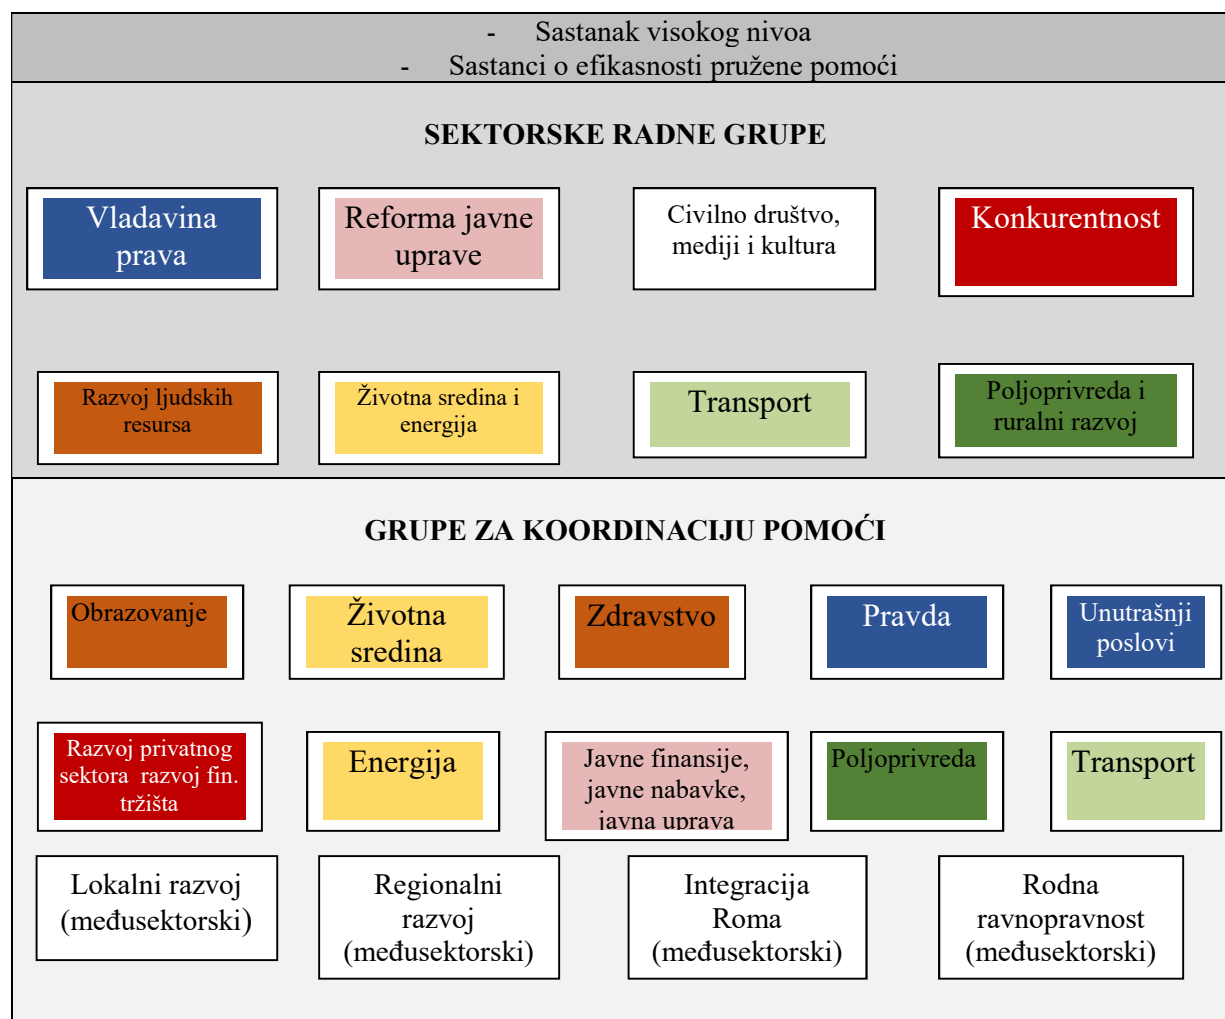 - Sastanak visokog nivoa
- Sastanci o efikasnosti pružene pomoći
SEKTORSKE RADNE GRUPE
Vladavina
prava
Reforma javne
uprave
Civilno društvo,
mediji i kultura
Konkurentnost
Razvoj ljudskih
resursa
Životna sredina i
energija
Transport
Poljoprivreda i
ruralni razvoj
GRUPE ZA KOORDINACIJU POMOĆI
Obrazovanje
Životna
sredina
Zdravstvo
Pravda
Unutrašnji
poslovi
Razvoj privatnog
sektora razvoj fin.
tržišta
Energija
Javne finansije,
javne nabavke,
javna uprava
Poljoprivreda
Transport
Lokalni razvoj
(međusektorski)
Regionalni
razvoj
(međusektorski)
Integracija
Roma
(međusektorski)
Rodna
ravnopravnost
(međusektorski)